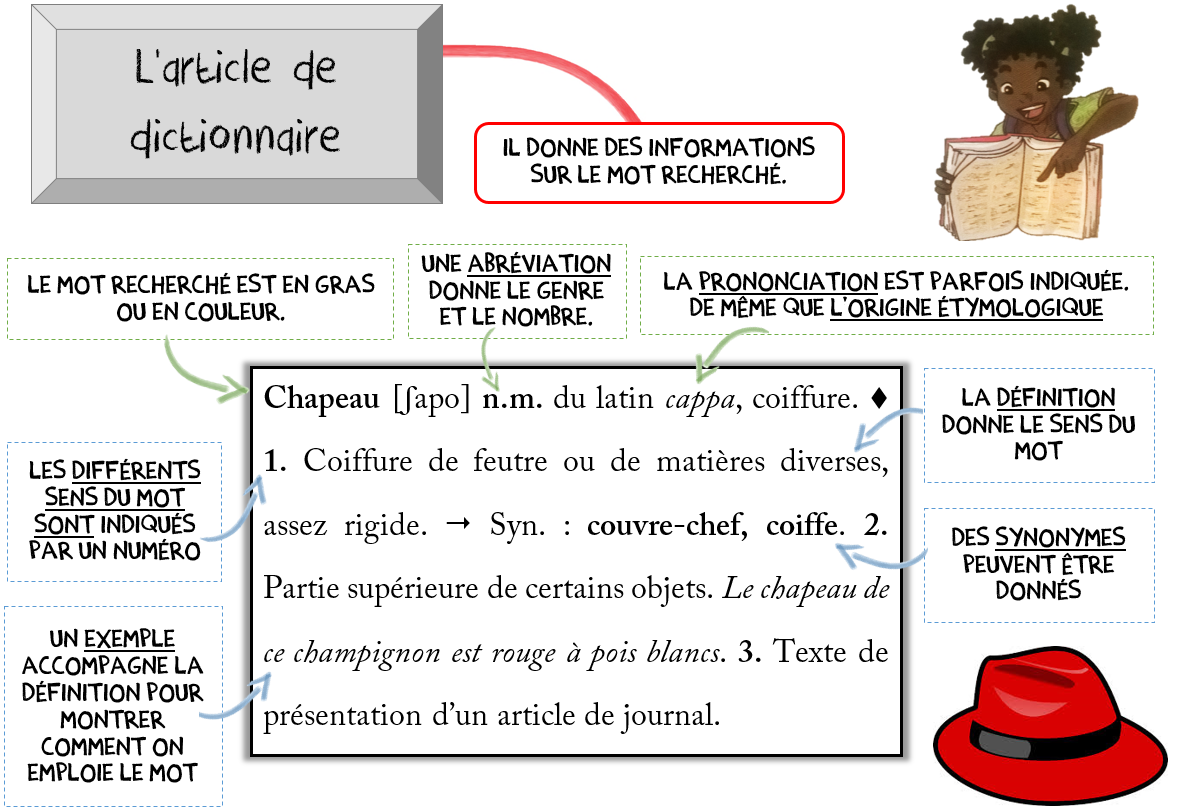 L'article de
dictionnaire
IL DONNE DES INFORMATIONS
SUR LE MOT RECHERCHÉ.
LE MOT RECHERCHÉ EST EN GRAS
OU EN COULEUR.
UNE ABRÉVIATION
DONNE LE GENRE
ET LE NOMBRE.
LA PRONONCIATION EST PARFOIS INDIQUÉE.
DE MÊME QUE L'ORIGINE ÉTYMOLOGIQUE
Chapeau [ʃapo] n.m. du latin cappa, coiffure. ♦
1. Coiffure de feutre ou de matières diverses,
assez rigide. → Syn. : couvre-chef, coiffe. 2.
Partie supérieure de certains objets. Le chapeau de
ce champignon est rouge à pois blancs. 3. Texte de
présentation d'un article de journal.
LES DIFFÉRENTS
SENS DU MOT
SONT INDIQUÉS
PAR UN NUMÉRO
UN EXEMPLE
ACCOMPAGNE LA
DÉFINITION POUR
MONTRER
COMMENT ON
EMPLOIE LE MOT
LA DÉFINITION
DONNE LE SENS DU
MOT
DES SYNONYMES
PEUVENT ÊTRE
DONNÉS